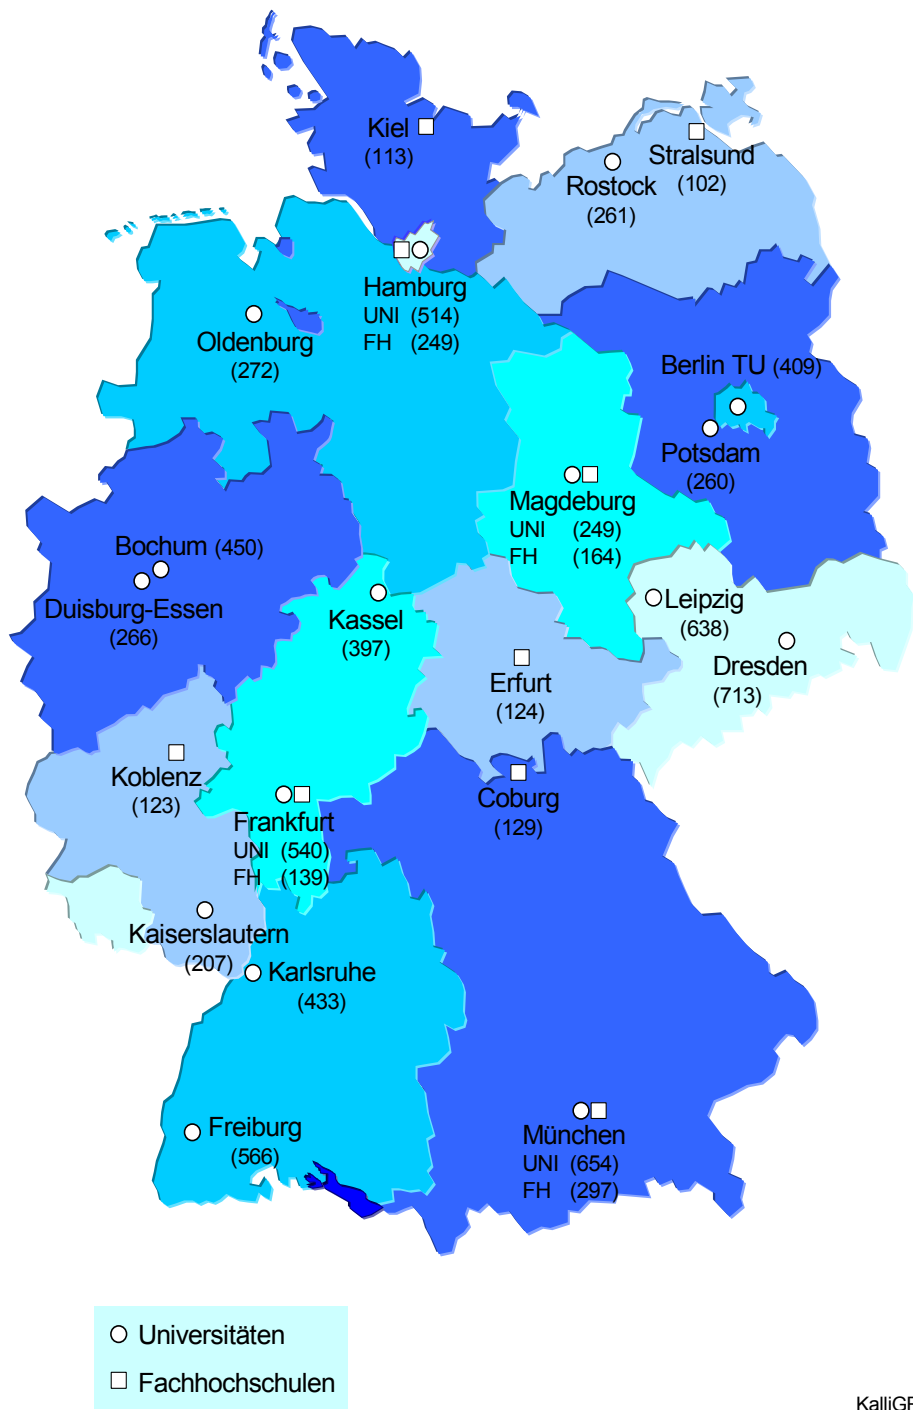 Kiel
(113)
Stralsund
(102)
Rostock
(261)
Hamburg
UNI (514)
FH (249)
Oldenburg
(272)
Berlin TU (409)
Potsdam
(260)
Magdeburg
UNI (249)
FH (164)
Bochum (450)
Duisburg-Essen
(266)
Kassel
(397)
Leipzig
(638)
Dresden
(713)
Erfurt
(124)
Koblenz
(123)
Coburg
(129)
Frankfurt
UNI (540)
FH (139)
Kaiserslautern
(207)
Karlsruhe
(433)
Freiburg
(566)
München
UNI (654)
FH (297)
Universitäten
Fachhochschulen
KalliGR